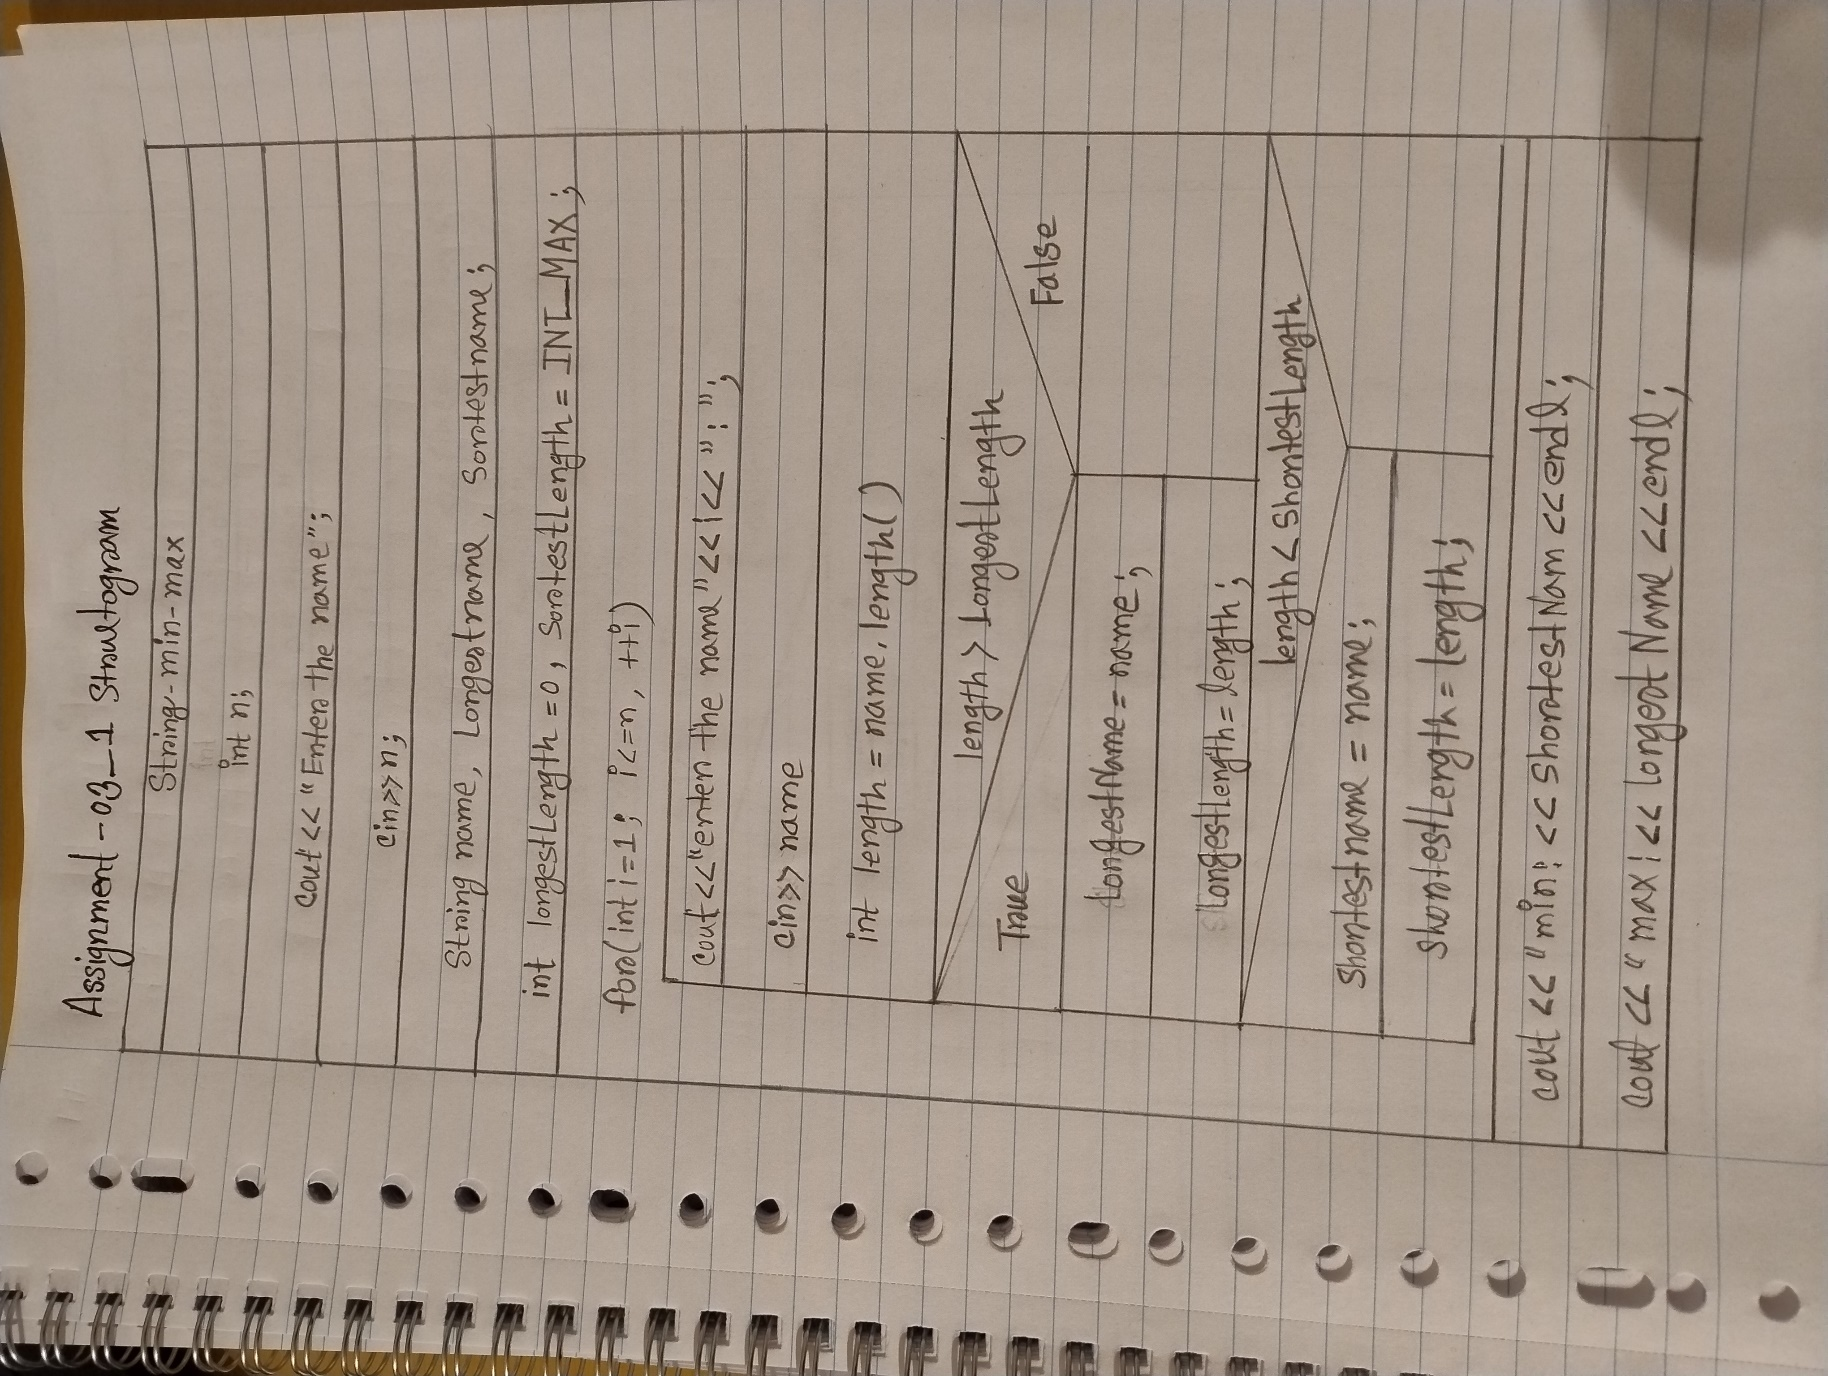 Assignment-03_1 Struktogram
String-min-max
int n;
cout<< "Enter the name";
cin>>n;
String name, Longestname, Sortestname;
int longestLength = 0, SortestLength = INT_MAX;
for(int i=1; i<=n, ++i)
cout<<"enter the name"<<i<<":";
cin>> name
int length = name.length()
length > LongestLength
True
False
LongestName = name;
LongestLength = length;
length < ShortestLength
Shortestname = name;
shortestLength = length;
cout << "min: << ShortestNam << endl;
cout << "max: << longest Name << endl;